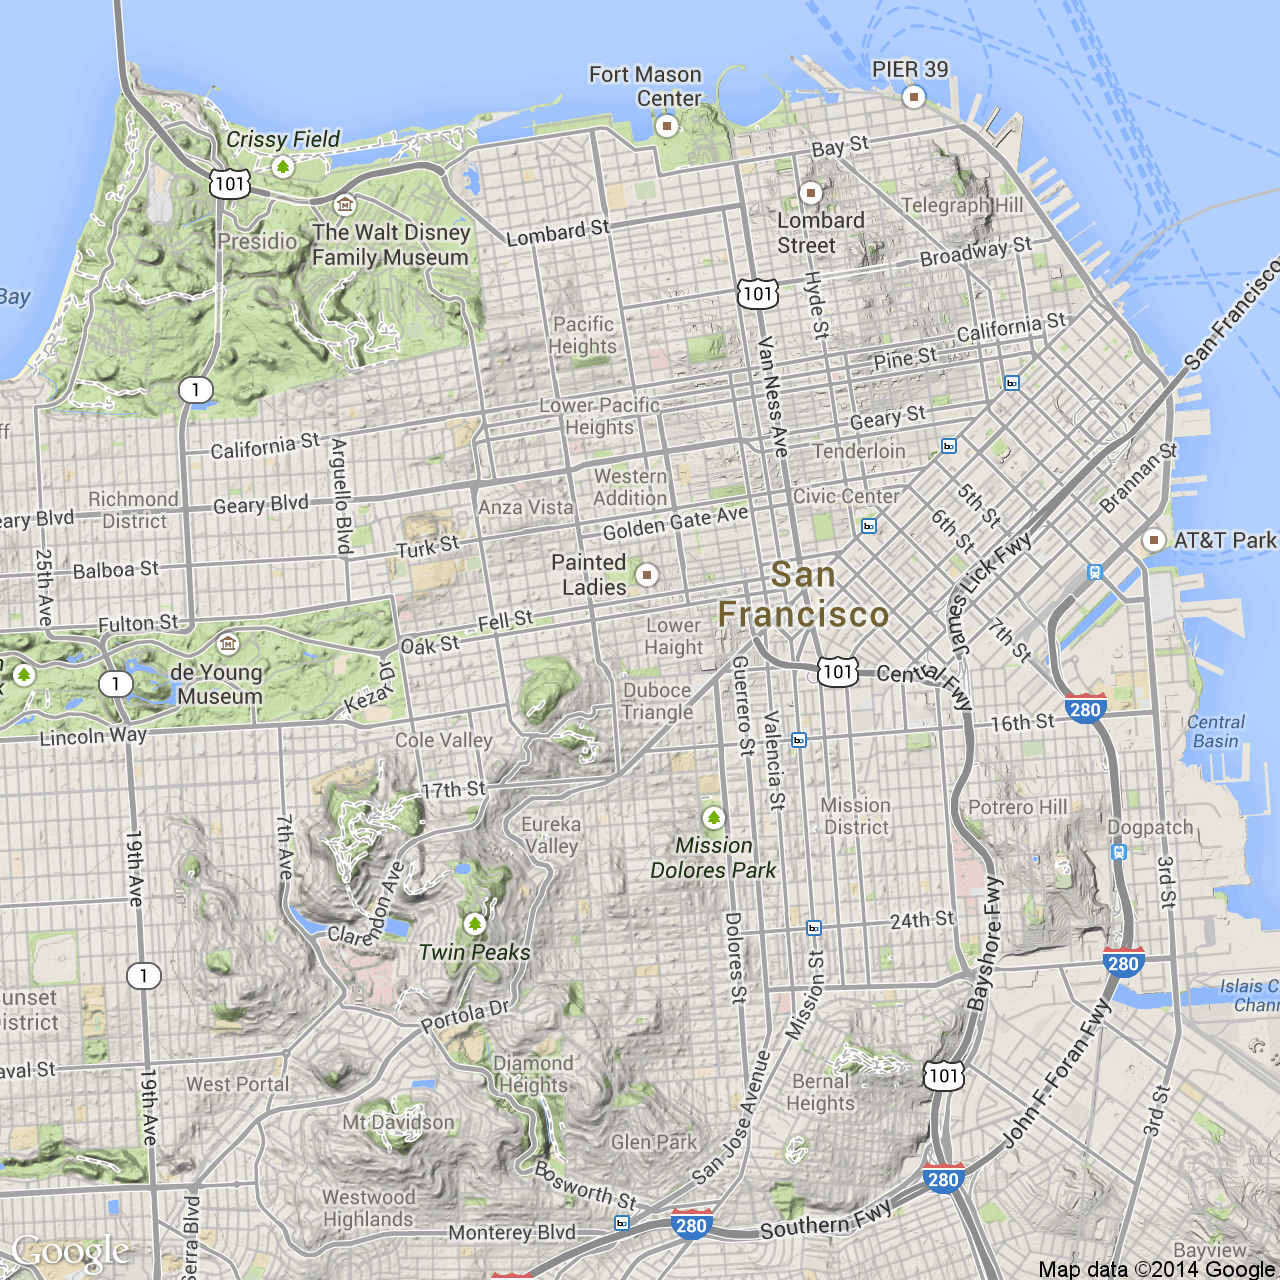 PIER 39
Fort Mason
Center
Crissy Field
Bay St
101
Telegraph Hill
The Walt Disney
Family Museum
Presidio
Lombard St
Lombard
Street
Broadway St
Bay
101
Hyde St
San Francisco
Pacific
Heights
California St
Van Ness Ave
Pine St
1
Lower Pacific
Heights
Geary St
California St
Arguello Blvd
Tenderloin
Western
Addition
Brannan St
Richmond
District
Geary Blvd
eary Blvd
Anza Vista
Civic Center
5th St
6th St
Golden Gate Ave
Turk St
25th Ave
Balboa St
Painted
Ladies
San
Francisco
James Lick Fwy
AT&T Park
Fulton St
Fell St
Oak St
Lower
Haight
7th St
de Young
Museum
1
Kezar Dr
Duboce
Triangle
Guerrero St
101
Central Fwy
280
16th St
Central
Basin
Lincoln Way
Cole Valley
Valencia St
17th St
Mission
District
Potrero Hill
Dogpatch
19th Ave
7th Ave
Eureka
Valley
Mission
Dolores Park
3rd St
Clarendon Ave
24th St
Bayshore Fwy
Twin Peaks
Dolores St
Mission St
280
1
Sunset
District
Portola Dr
Islais C
Chann
John F. Foran Fwy
aval St
West Portal
Diamond
Heights
Bernal
Heights
101
19th Ave
Mt Davidson
Glen Park
San Jose Avenue
3rd St
Bosworth St
280
Westwood
Highlands
Monterey Blvd
280
Southern Fwy
Serra Blvd
Bayview
Google
Map data ©2014 Google